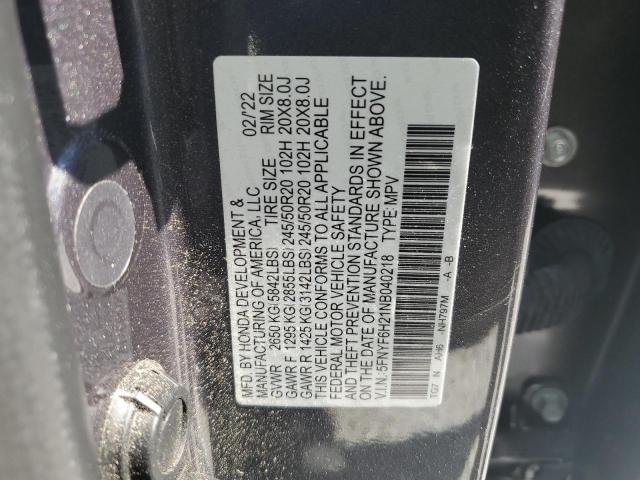 MFD. BY HONDA DEVELOPMENT &
MANUFACTURING OF AMERICA, LLC 02/'22
GVWR 2650 KG(5842LBS) TIRE SIZE RIM SIZE
GAWR F 1295 KG(2855LBS) 245/50R20 102H 20X8.0J
GAWR R 1425 KG(3142LBS) 245/50R20 102H 20X8.0J
THIS VEHICLE CONFORMS TO ALL APPLICABLE
FEDERAL MOTOR VEHICLE SAFETY
AND THEFT PREVENTION STANDARDS IN EFFECT
ON THE DATE OF MANUFACTURE SHOWN ABOVE.
V.I.N. 5FNYF6H21NB040218 TYPE: MPV
TG7 N AH6 -NH797M -A -B